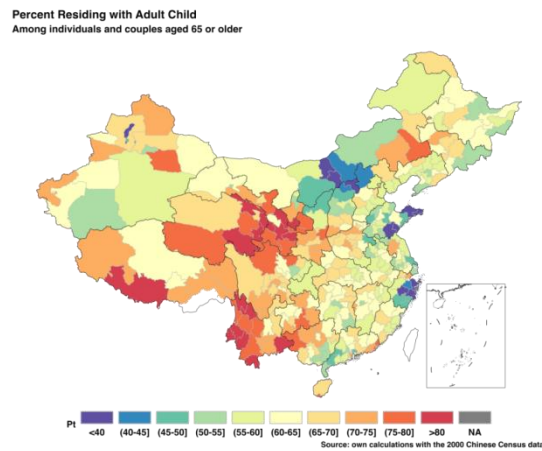 Percent Residing with Adult Child
Among individuals and couples aged 65 or older
Pt
<40 (40-45] (45-50] (50-55] (55-60] (60-65] (65-70] (70-75] (75-80] >80 NA
Source: own calculations with the 2000 Chinese Census data